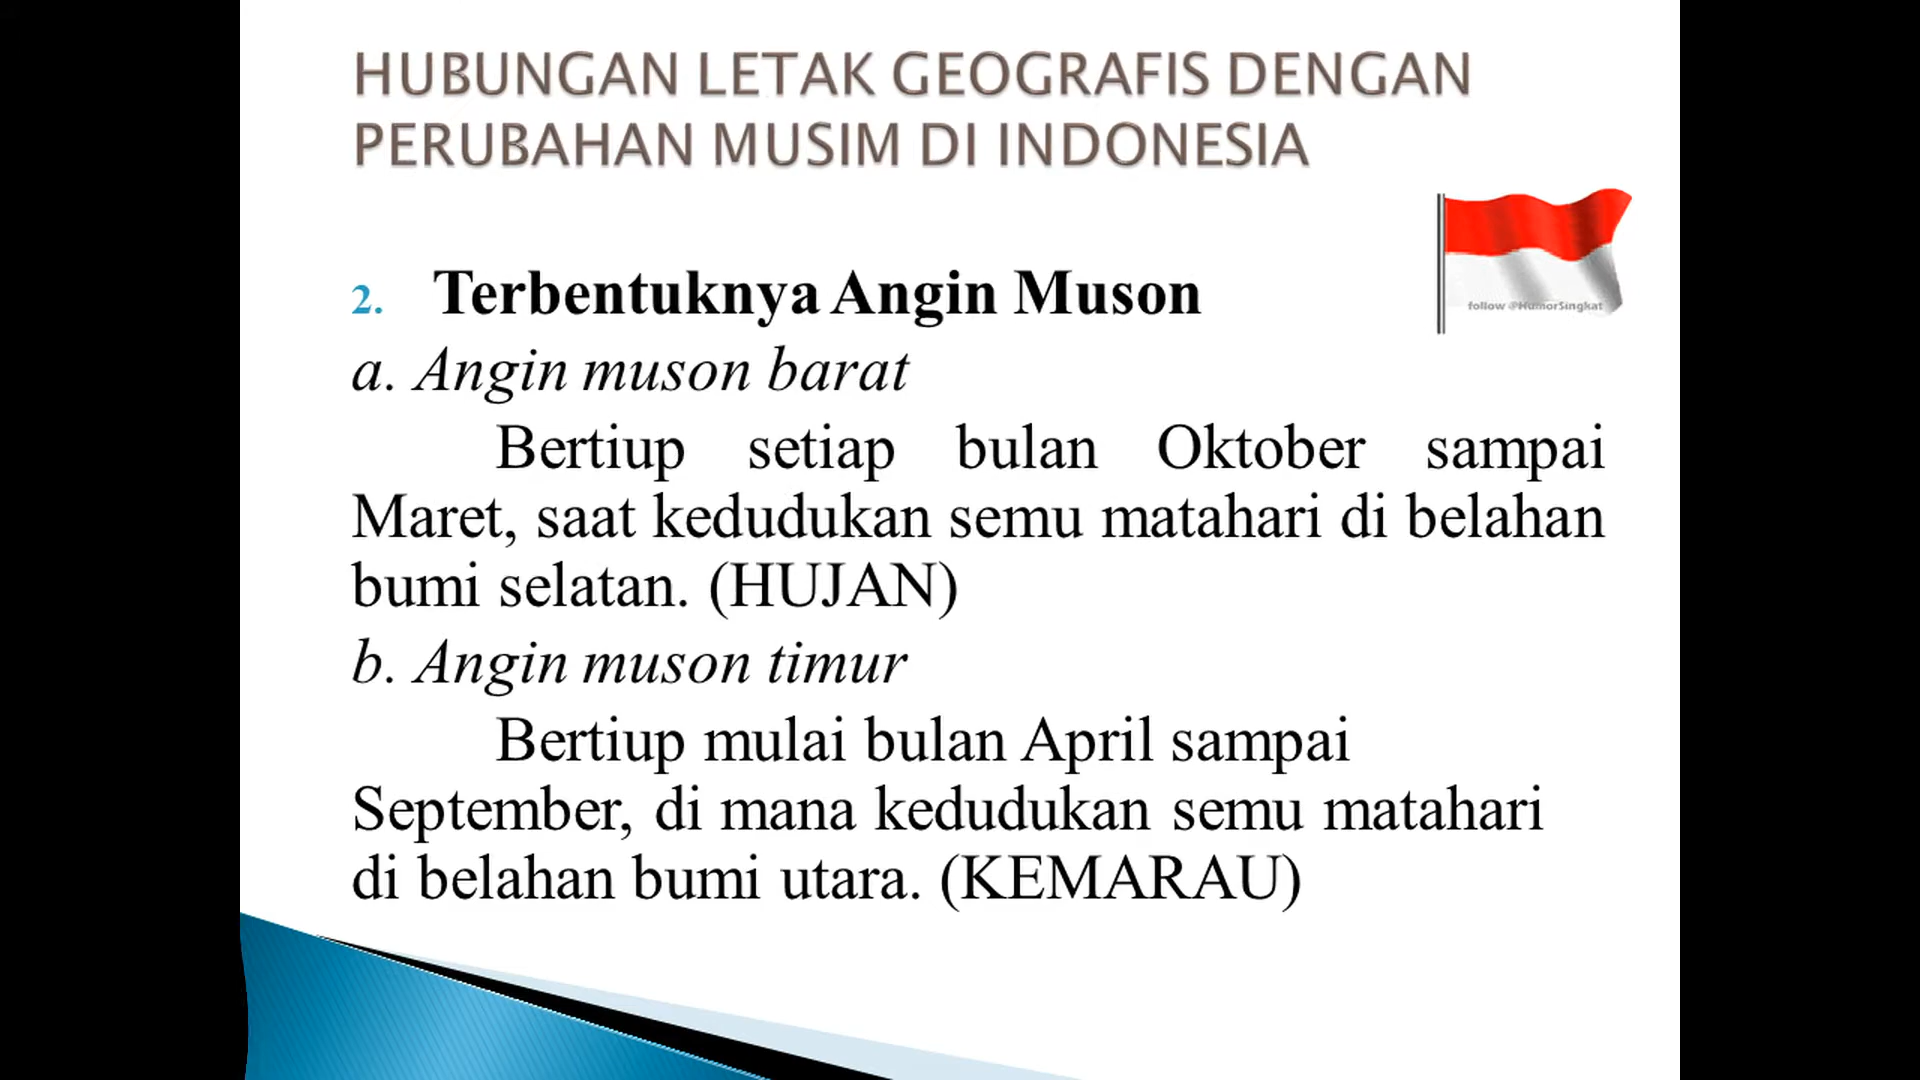 HUBUNGAN LETAK GEOGRAFIS DENGAN
PERUBAHAN MUSIM DI INDONESIA
follow @HumorSingkat
2. Terbentuknya Angin Muson
a. Angin muson barat
Bertiup setiap bulan Oktober sampai
Maret, saat kedudukan semu matahari di belahan
bumi selatan. (HUJAN)
b. Angin muson timur
Bertiup mulai bulan April sampai
September, di mana kedudukan semu matahari
di belahan bumi utara. (KEMARAU)